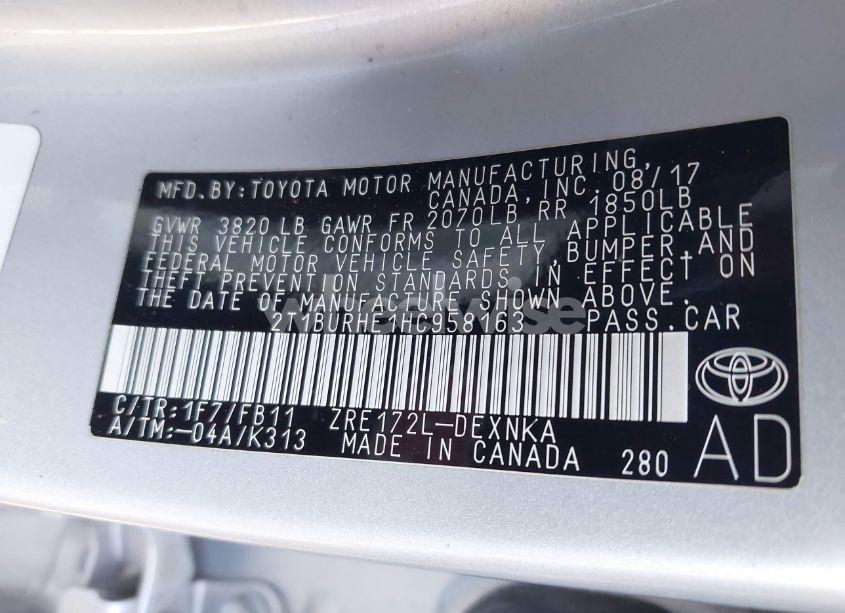 MFD.BY: TOYOTA MOTOR MANUFACTURING,
CANADA, INC. 08/17
GVWR 3820 LB GAWR FR 2070LB RR 1850LB
THIS VEHICLE CONFORMS TO ALL APPLICABLE
FEDERAL MOTOR VEHICLE SAFETY, BUMPER, AND
THEFT PREVENTION STANDARDS IN EFFECT ON
THE DATE OF MANUFACTURE SHOWN ABOVE.
2T1BURHE1HC958163 PASS.CAR
C/TR:1F7/FB11 ZRE172L-DEXNKA
A/TM:-04A/K313 MADE IN CANADA 280 AD